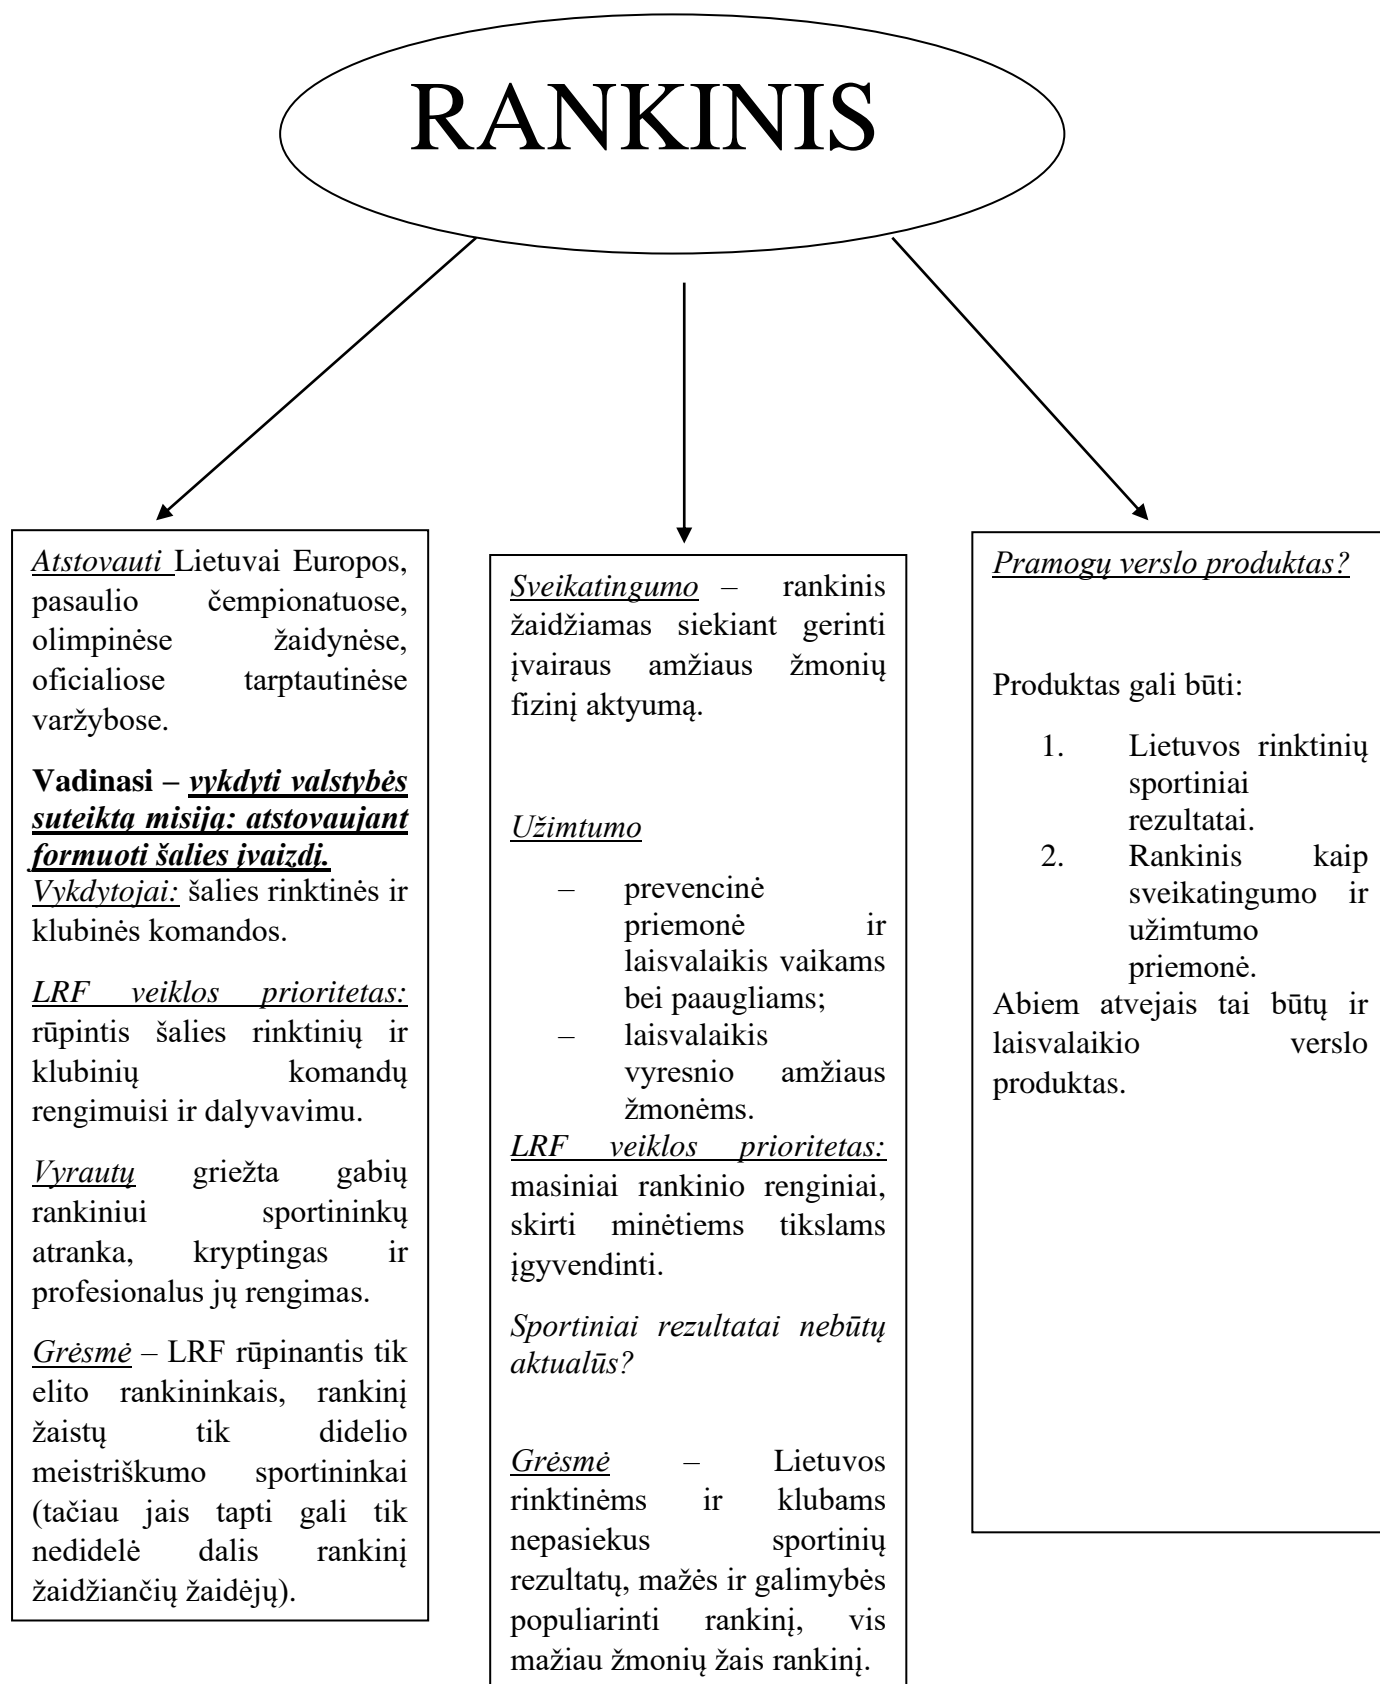 RANKINIS
Atstovauti Lietuvai Europos,
pasaulio čempionatuose,
olimpinėse žaidynėse,
oficialiose tarptautinėse
varžybose.
Vadinasi – vykdyti valstybės
suteiktą misiją: atstovaujant
formuoti šalies įvaizdį.
Vykdytojai: šalies rinktinės ir
klubinės komandos.
LRF veiklos prioritetas:
rūpintis šalies rinktinių ir
klubinių komandų
rengimuisi ir dalyvavimu.
Vyrautų griežta gabių
rankiniui sportininkų
atranka, kryptingas ir
profesionalus jų rengimas.
Grėsmė – LRF rūpinantis tik
elito rankininkais, rankinį
žaistų tik didelio
meistriškumo sportininkai
(tačiau jais tapti gali tik
nedidelė dalis rankinį
žaidžiančių žaidėjų).
Sveikatingumo – rankinis
žaidžiamas siekiant gerinti
įvairaus amžiaus žmonių
fizinį aktyumą.
Užimtumo
– prevencinė
priemonė ir
laisvalaikis vaikams
bei paaugliams;
– laisvalaikis
vyresnio amžiaus
žmonėms.
LRF veiklos prioritetas:
masiniai rankinio renginiai,
skirti minėtiems tikslams
įgyvendinti.
Sportiniai rezultatai nebūtų
aktualūs?
Grėsmė – Lietuvos
rinktinėms ir klubams
nepasiekus sportinių
rezultatų, mažės ir galimybės
populiarinti rankinį, vis
mažiau žmonių žais rankinį.
Pramogų verslo produktas?
Produktas gali būti:
1. Lietuvos rinktinių
sportiniai
rezultatai.
2. Rankinis kaip
sveikatingumo ir
užimtumo
priemonė.
Abiem atvejais tai būtų ir
laisvalaikio verslo
produktas.